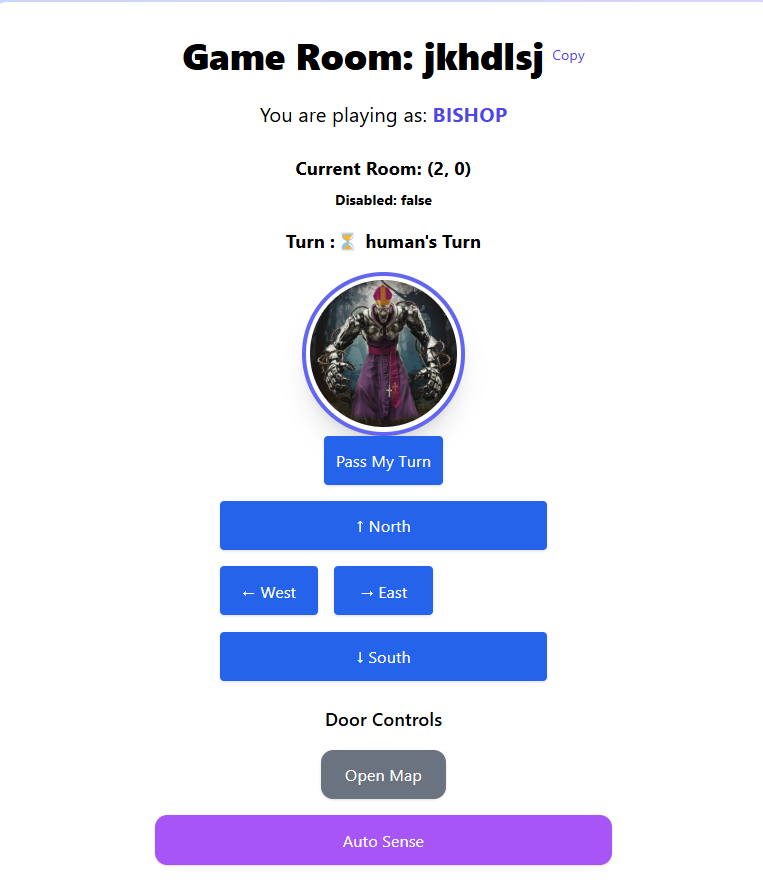 Game Room: jkhdlsj Copy
You are playing as: BISHOP
Current Room: (2, 0)
Disabled: false
Turn : ⏳ human's Turn
Pass My Turn
↑ North
← West → East
↓ South
Door Controls
Open Map
Auto Sense